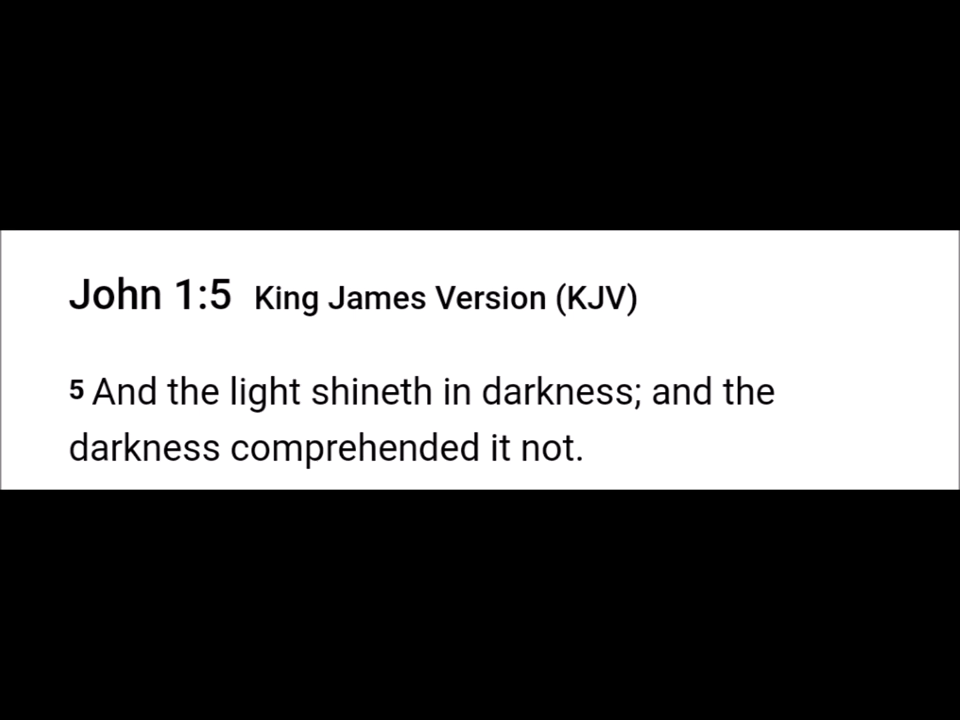 John 1:5 King James Version (KJV)
5 And the light shineth in darkness; and the
darkness comprehended it not.